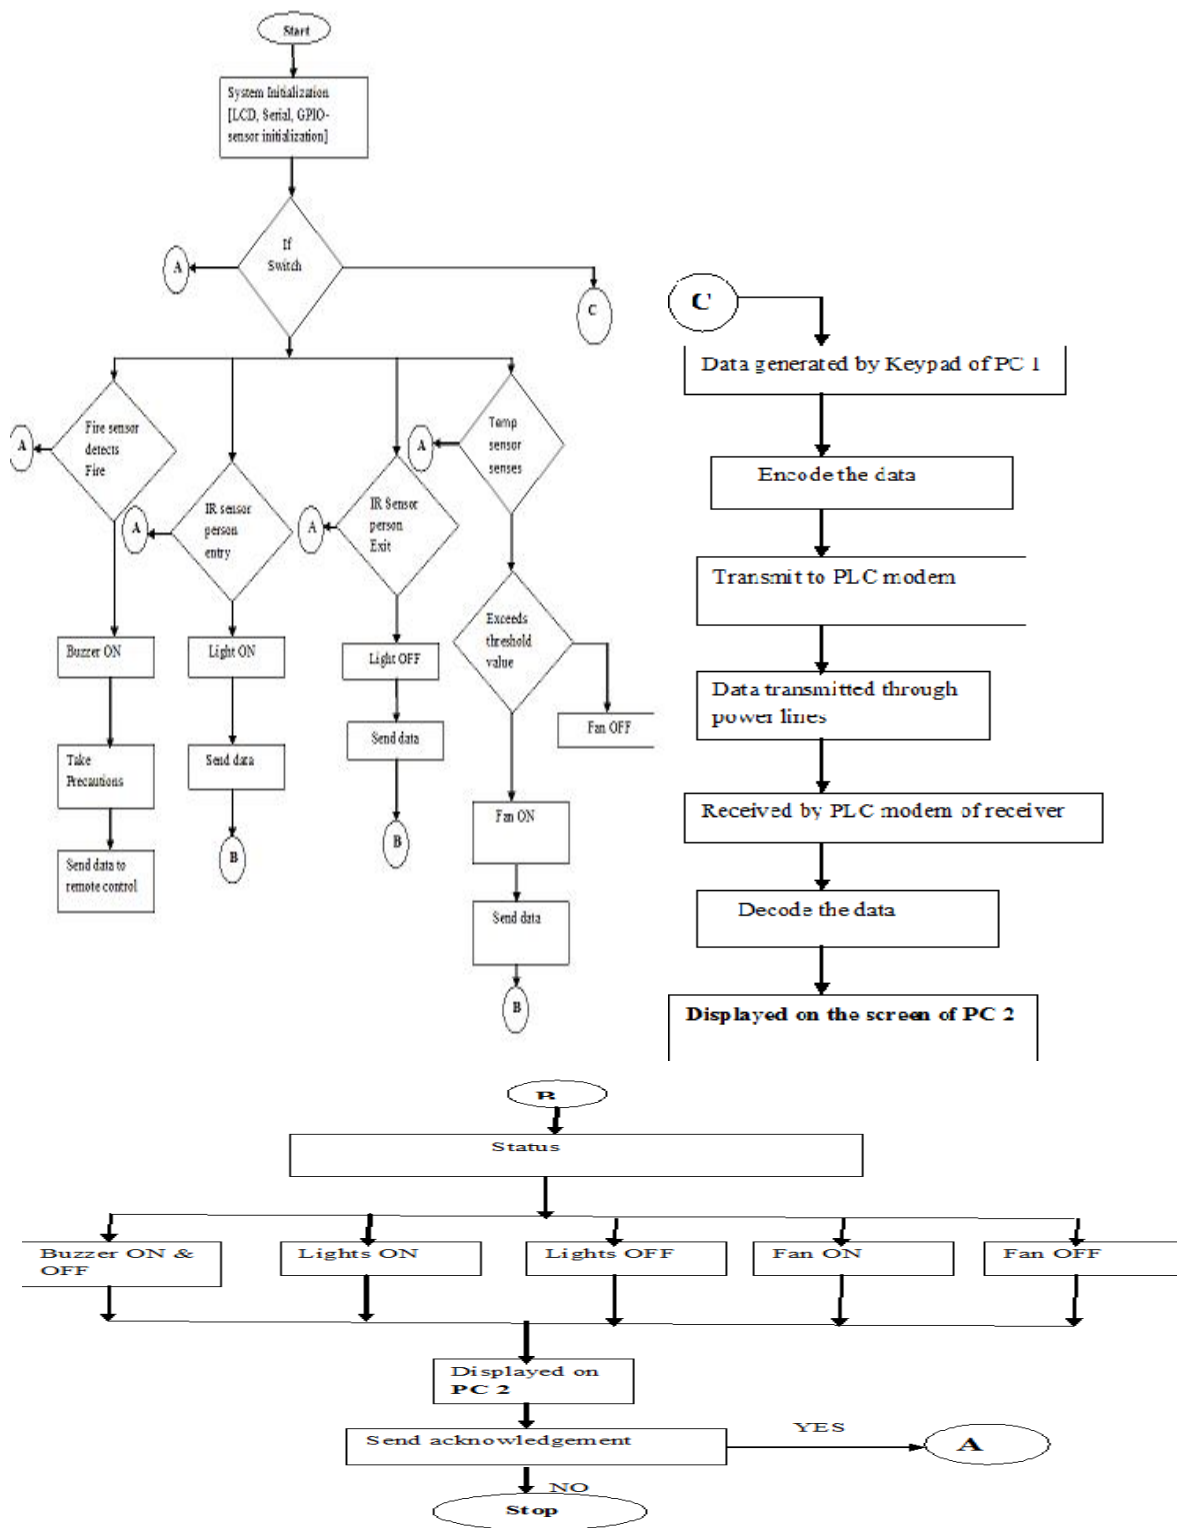 Start
System Initialization
[LCD, Serial, GPIO-
sensor initialization]
If
Switch
A
C
Fire sensor
detects
Fire
A
IR sensor
person
entry
A
IR Sensor
person
Exit
A
Temp
sensor
senses
A
Exceeds
threshold
value
Buzzer ON
Light ON
Light OFF
Fan OFF
Take
Precautions
Send data
Send data
Fan ON
Send data to
remote control
B
B
Send data
B
C
Data generated by Keypad of PC 1
Encode the data
Transmit to PLC modem
Data transmitted through
power lines
Received by PLC modem of receiver
Decode the data
Displayed on the screen of PC 2
B
Status
Buzzer ON &
OFF
Lights ON
Lights OFF
Fan ON
Fan OFF
Displayed on
PC 2
Send acknowledgement
YES
A
NO
Stop